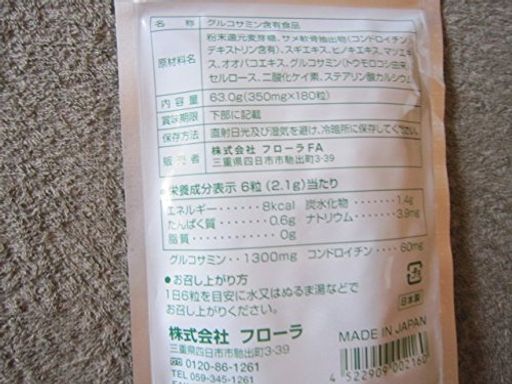 名 称 グルコサミン含有食品
原材料名 粉末還元麦芽糖、サメ軟骨抽出物(コンドロイチン
デキストリン含有)、スギエキス、ヒノキエキス、マツエキ
ス、オオバコエキス、グルコサミン(トウモロコシ由来
セルロース、二酸化ケイ素、ステアリン酸カルシウム
内 容 量 63.0g(350mg×180粒)
賞味期限 下部に記載
保存方法 直射日光及び湿気を避け、冷暗所に保存してくだ
販 売 者 株式会社 フローラFA
三重県四日市市馳出町3-39
●栄養成分表示 6粒(2.1g)当たり
エネルギー 8kcal 炭水化物 1.4g
たんぱく質 0.6g ナトリウム 3.9mg
脂質 0g
グルコサミン 1300mg コンドロイチン 60mg
●お召し上がり方
1日6粒を目安に水又はぬるま湯などで
お召し上がりください。
日本製
株式会社 フローラ
三重県四日市市馳出町3-39
0120-86-1261
TEL 059-345-1261
MADE IN JAPAN
4 522909 002160